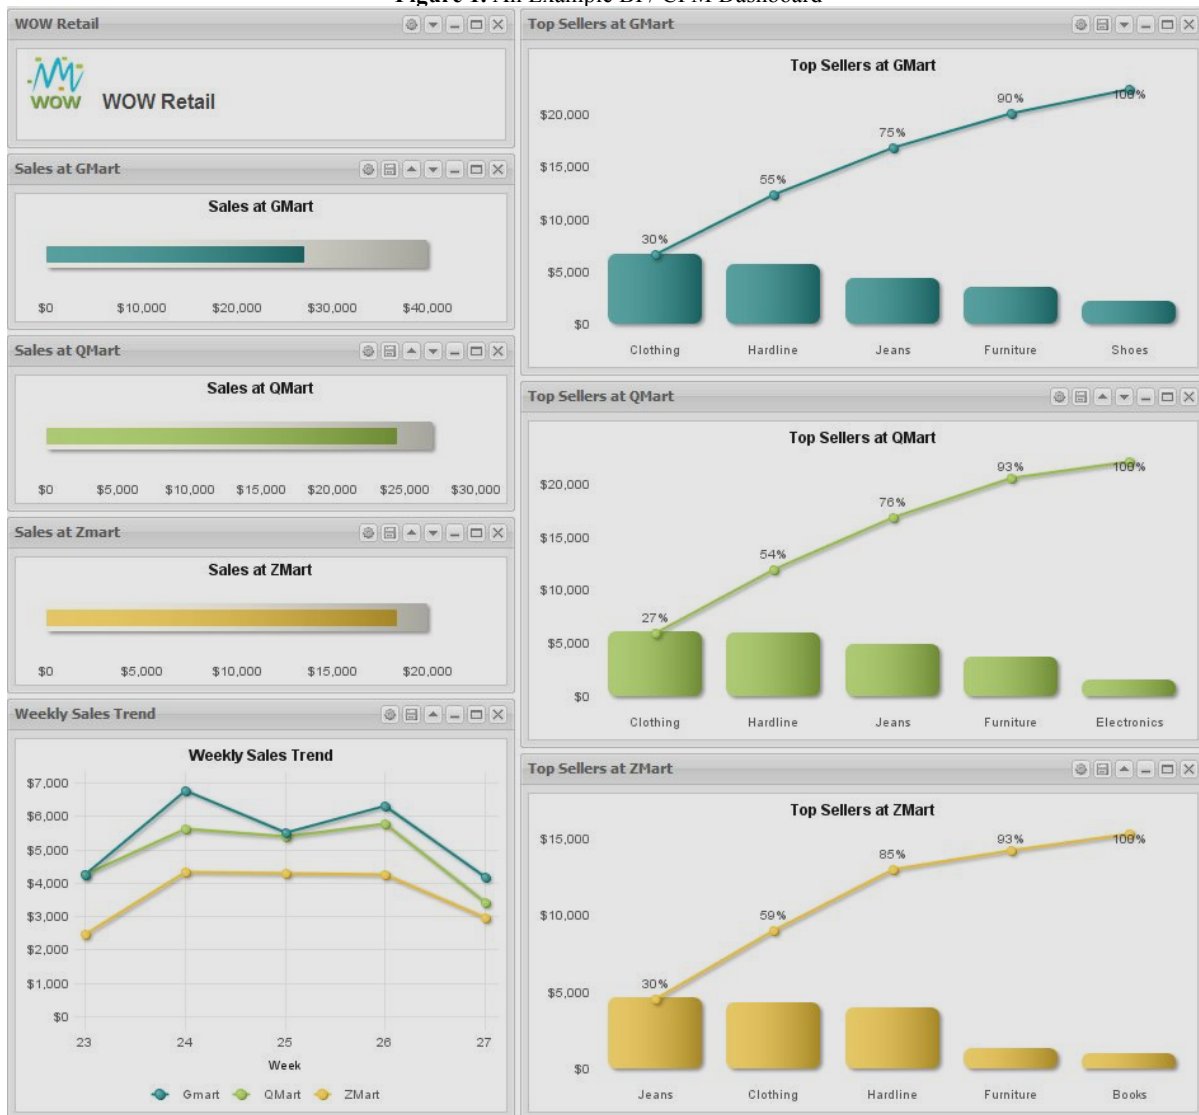 Figure 1. An Example BI / CPM Dashboard
WOW Retail
WOW
WOW Retail
Sales at GMart
Sales at GMart
$0 $10,000 $20,000 $30,000 $40,000
Sales at QMart
Sales at QMart
$0 $5,000 $10,000 $15,000 $20,000 $25,000 $30,000
Sales at Zmart
Sales at ZMart
$0 $5,000 $10,000 $15,000 $20,000
Weekly Sales Trend
Weekly Sales Trend
$7,000
$6,000
$5,000
$4,000
$3,000
$2,000
$1,000
$0
23 24 25 26 27
Week
Gmart QMart ZMart
Top Sellers at GMart
Top Sellers at GMart
$20,000
$15,000
$10,000
$5,000
$0
30% 55% 75% 90% 100%
Clothing Hardline Jeans Furniture Shoes
Top Sellers at QMart
Top Sellers at QMart
$20,000
$15,000
$10,000
$5,000
$0
27% 54% 76% 93% 100%
Clothing Hardline Jeans Furniture Electronics
Top Sellers at ZMart
Top Sellers at ZMart
$15,000
$10,000
$5,000
$0
30% 59% 85% 93% 100%
Jeans Clothing Hardline Furniture Books